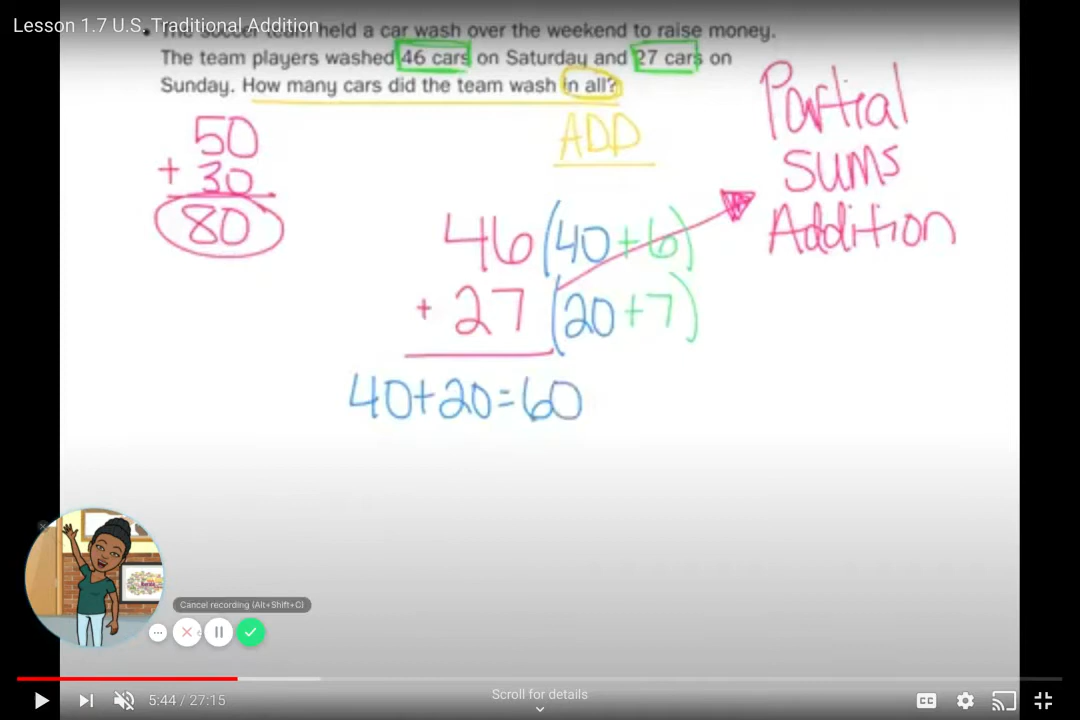 Lesson 1.7 U.S. Traditional Addition
held a car wash over the weekend to raise money.
The team players washed 46 cars on Saturday and 27 cars on
Sunday. How many cars did the team wash in all?
50
+ 30
80
ADD
Partial
sums
Addition
46 (40+6)
+ 27 (20+7)
40+20=60
Cancel recording (Alt+Shift+C)
5:44 / 27:15
Scroll for details
CC